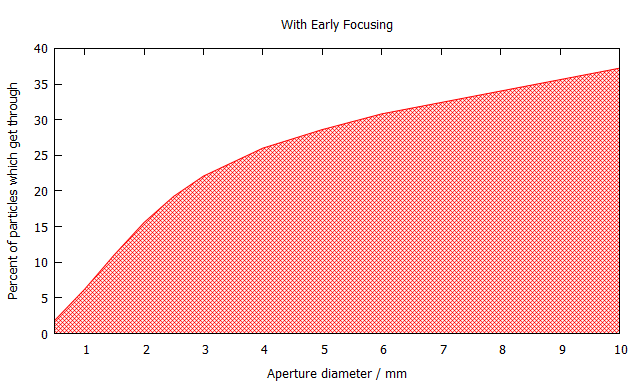 With Early Focusing
40
35
30
25
20
15
10
5
0
Percent of particles which get through
1 2 3 4 5 6 7 8 9 10
Aperture diameter / mm